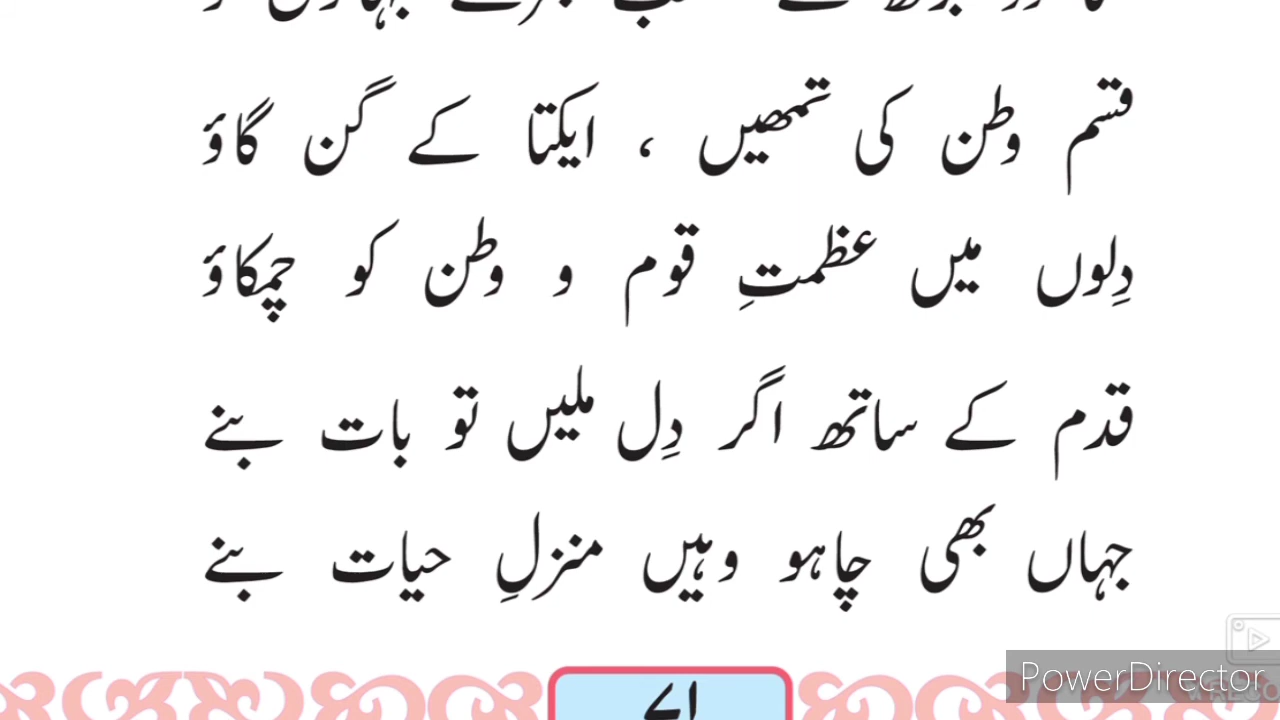 قسم وطن کی تمھیں ، ایکتا کے گن گاؤ
دِلوں میں عظمتِ قوم و وطن کو چمکاؤ
قدم کے ساتھ اگر دِل ملیں تو بات بنے
جہاں بھی چاہو وہیں منزلِ حیات بنے
۷۱
PowerDirector